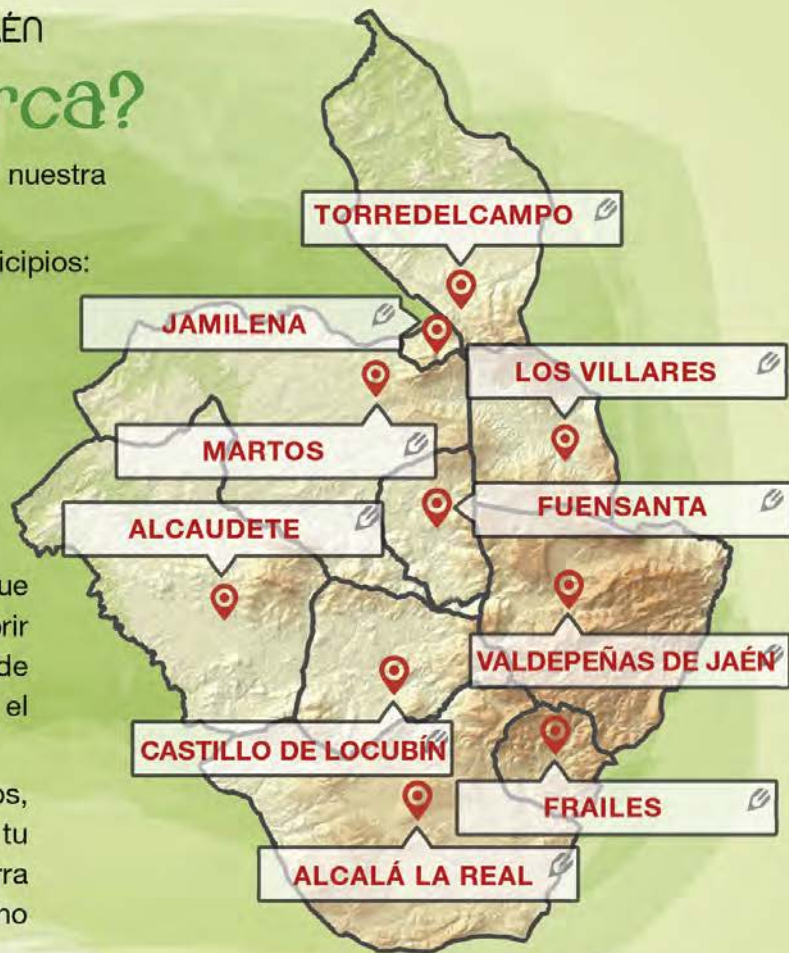 ÉN
rca?
nuestra
icipios:
TORREDELCAMPO
JAMILENA
LOS VILLARES
MARTOS
FUENSANTA
ALCAUDETE
ue
rir
de
el
VALDEPEÑAS DE JAÉN
CASTILLO DE LOCUBÍN
FRAILES
os,
tu
rra
no
ALCALÁ LA REAL